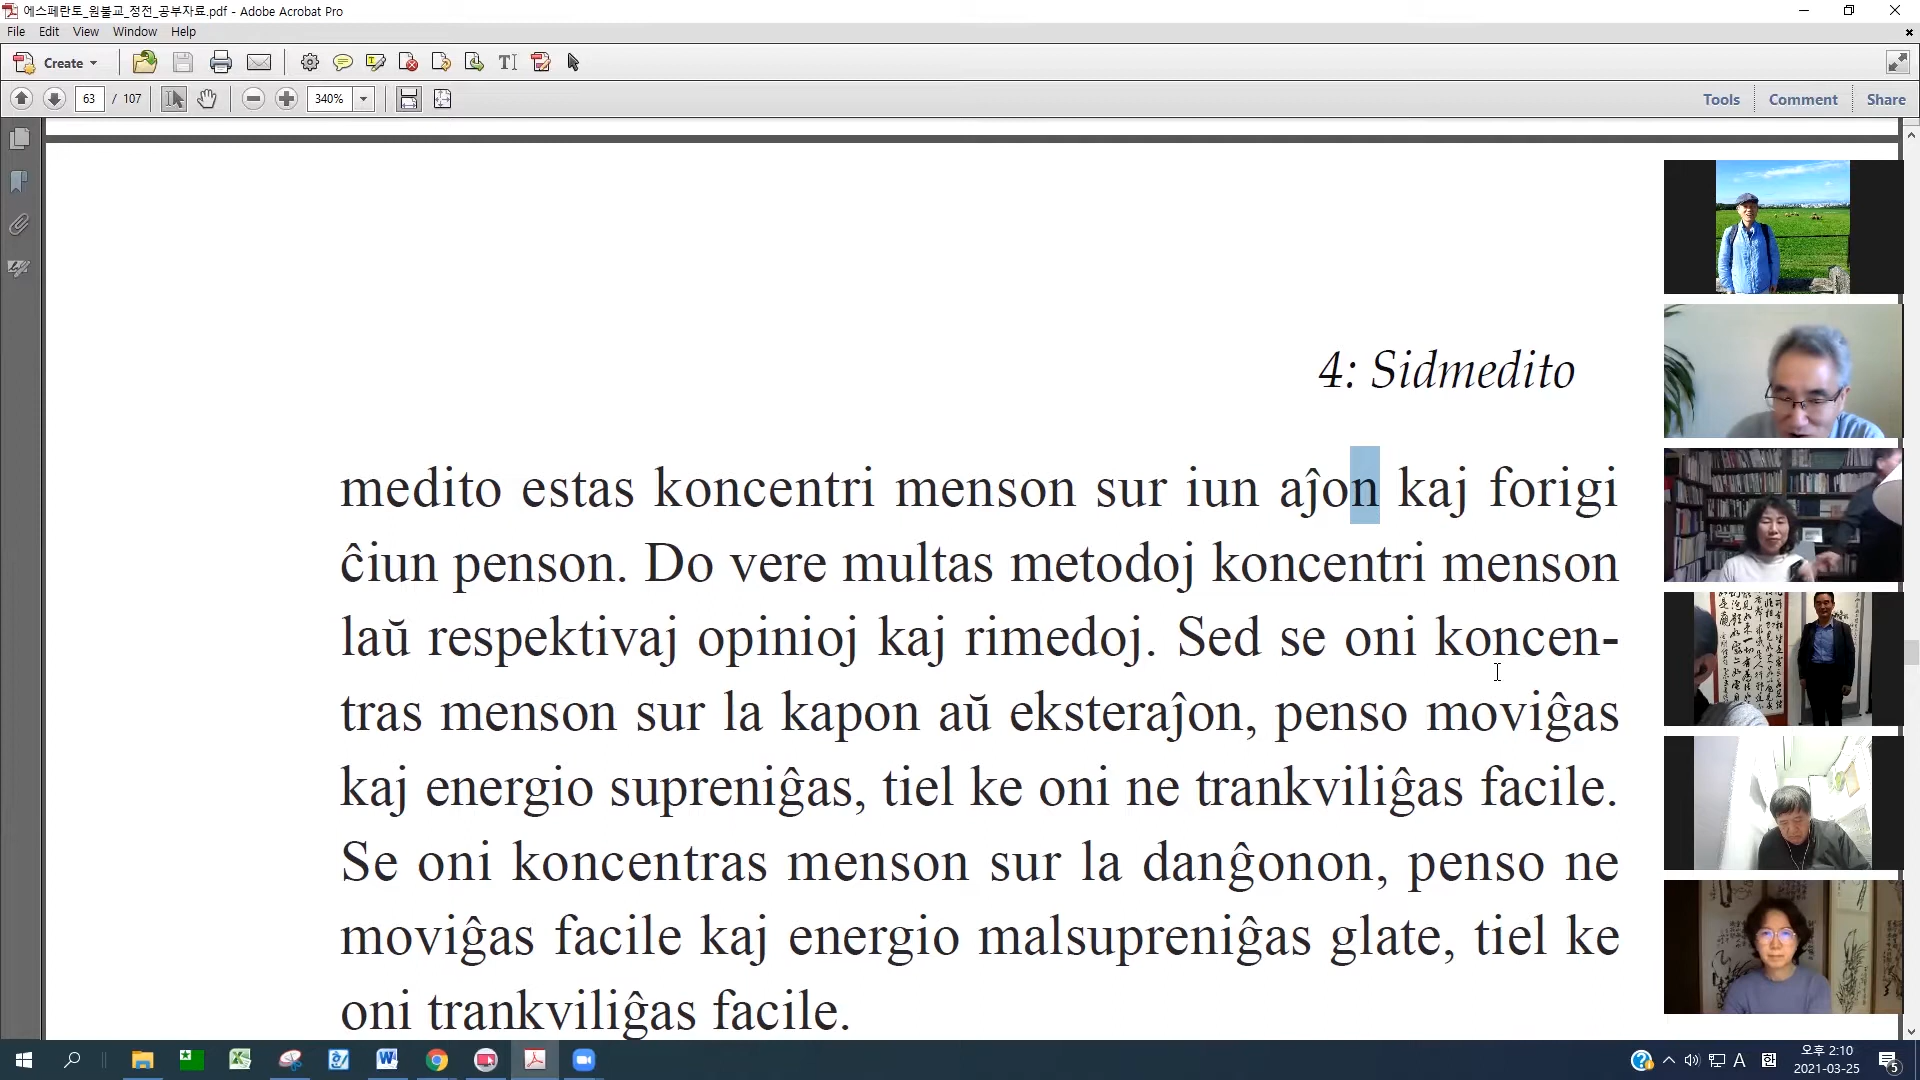 에스페란토_원불교_정전_공부자료.pdf - Adobe Acrobat Pro
File Edit View Window Help
Create
63 / 107 340% Tools Comment Share
4: Sidmedito
medito estas koncentri menson sur iun aĵon kaj forigi
ĉiun penson. Do vere multas metodoj koncentri menson
laŭ respektivaj opinioj kaj rimedoj. Sed se oni koncen-
tras menson sur la kapon aŭ eksteraĵon, penso moviĝas
kaj energio supreniĝas, tiel ke oni ne trankviliĝas facile.
Se oni koncentras menson sur la danĝonon, penso ne
moviĝas facile kaj energio malsupreniĝas glate, tiel ke
oni trankviliĝas facile.
A 한 오후 2:10
2021-03-25 5